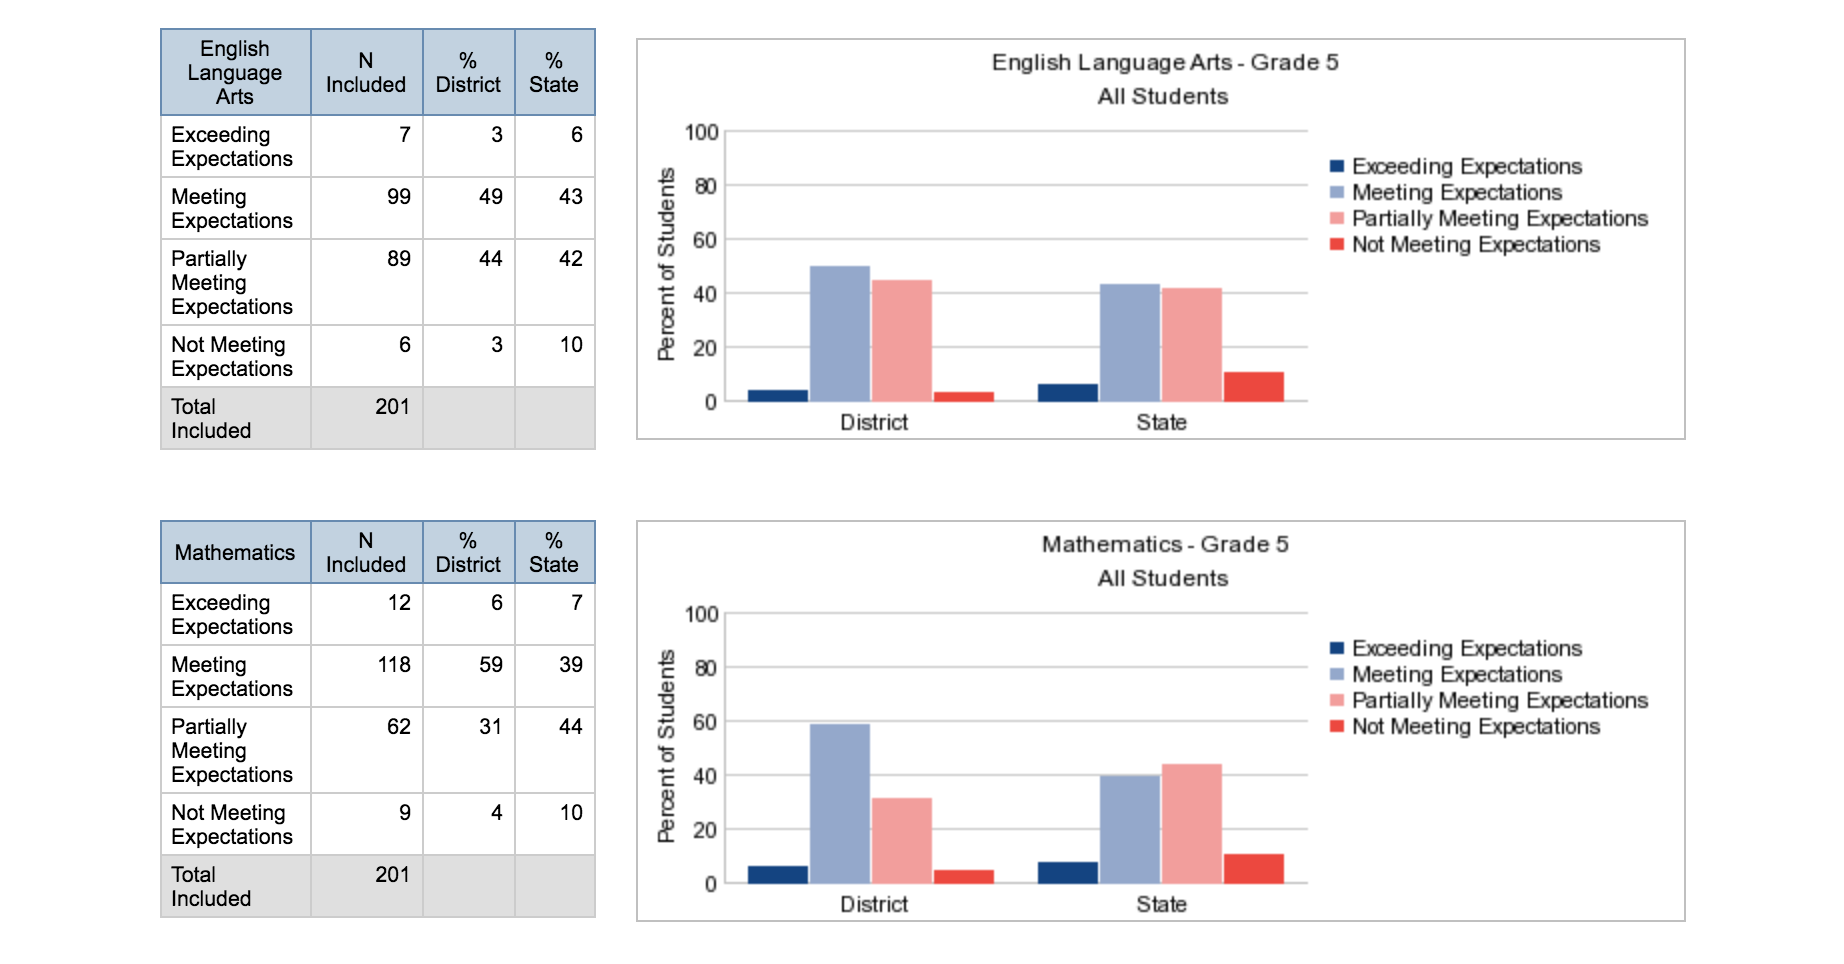 English
Language
Arts
N
Included
%
District
%
State
Exceeding
Expectations
7
3
6
Meeting
Expectations
99
49
43
Partially
Meeting
Expectations
89
44
42
Not Meeting
Expectations
6
3
10
Total
Included
201
English Language Arts - Grade 5
All Students
Percent of Students
100
80
60
40
20
0
District
State
Exceeding Expectations
Meeting Expectations
Partially Meeting Expectations
Not Meeting Expectations
Mathematics
N
Included
%
District
%
State
Exceeding
Expectations
12
6
7
Meeting
Expectations
118
59
39
Partially
Meeting
Expectations
62
31
44
Not Meeting
Expectations
9
4
10
Total
Included
201
Mathematics - Grade 5
All Students
Percent of Students
100
80
60
40
20
0
District
State
Exceeding Expectations
Meeting Expectations
Partially Meeting Expectations
Not Meeting Expectations